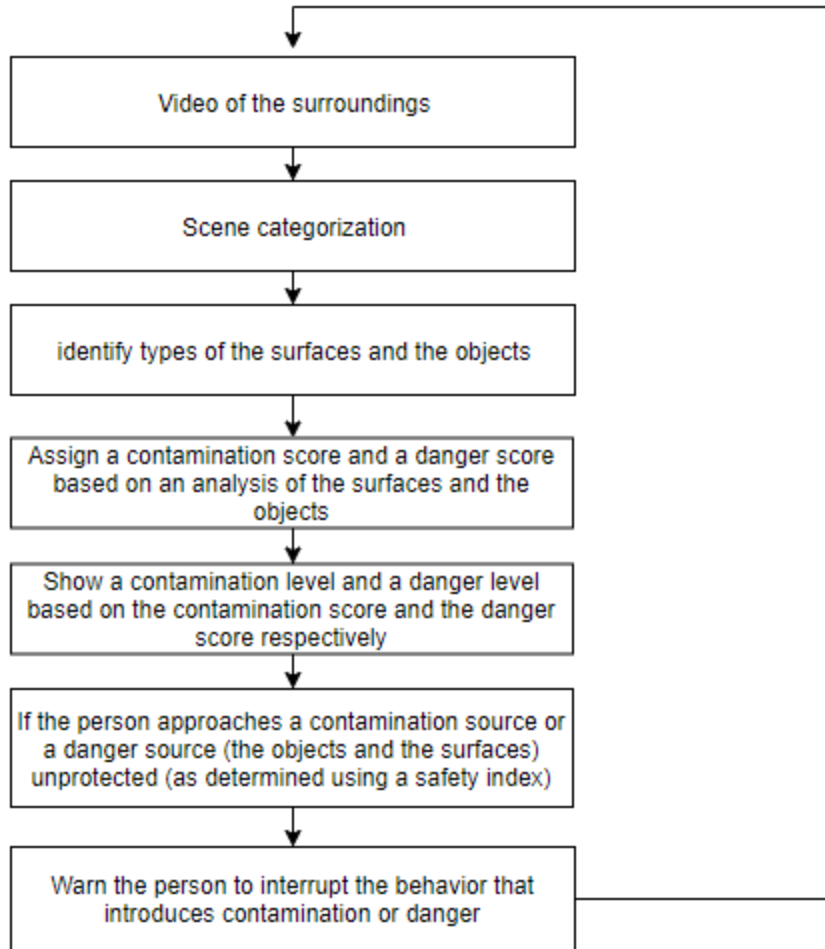 Video of the surroundings
Scene categorization
identify types of the surfaces and the objects
Assign a contamination score and a danger score
based on an analysis of the surfaces and the
objects
Show a contamination level and a danger level
based on the contamination score and the danger
score respectively
If the person approaches a contamination source or
a danger source (the objects and the surfaces)
unprotected (as determined using a safety index)
Warn the person to interrupt the behavior that
introduces contamination or danger